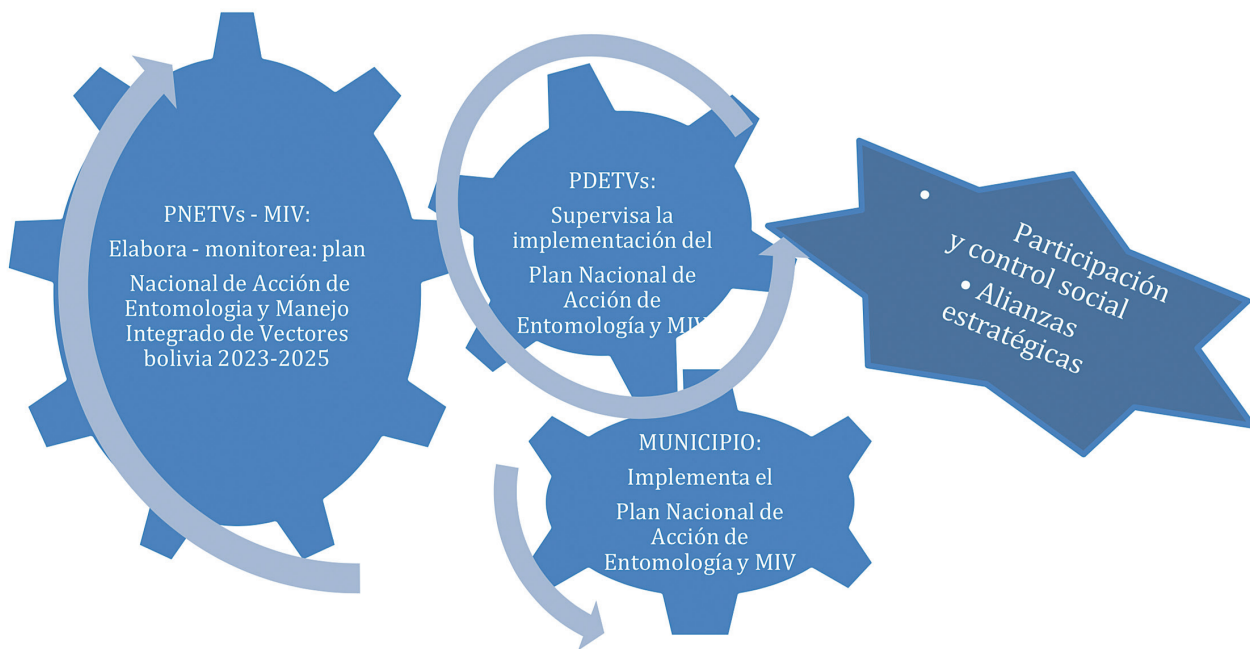 PNETVs - MIV:
Elabora - monitorea: plan
Nacional de Acción de
Entomologia y Manejo
Integrado de Vectores
bolivia 2023-2025
PDETVs:
Supervisa la
implementación del
Plan Nacional de
Acción de
Entomología y MIV
MUNICIPIO:
Implementa el
Plan Nacional de
Acción de
Entomología y MIV
•
Participación
y control social
• Alianzas
estratégicas